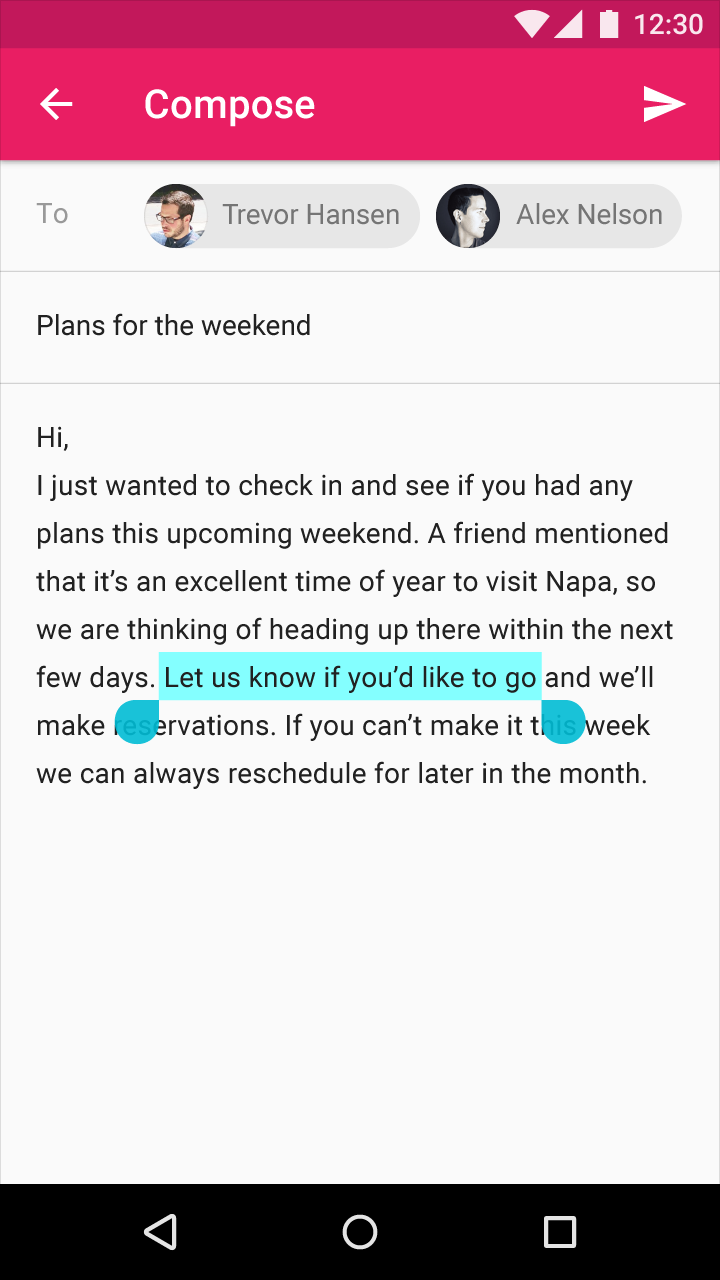 12:30
Compose
To Trevor Hansen Alex Nelson
Plans for the weekend
Hi,
I just wanted to check in and see if you had any
plans this upcoming weekend. A friend mentioned
that it’s an excellent time of year to visit Napa, so
we are thinking of heading up there within the next
few days. Let us know if you’d like to go and we’ll
make reservations. If you can’t make it this week
we can always reschedule for later in the month.